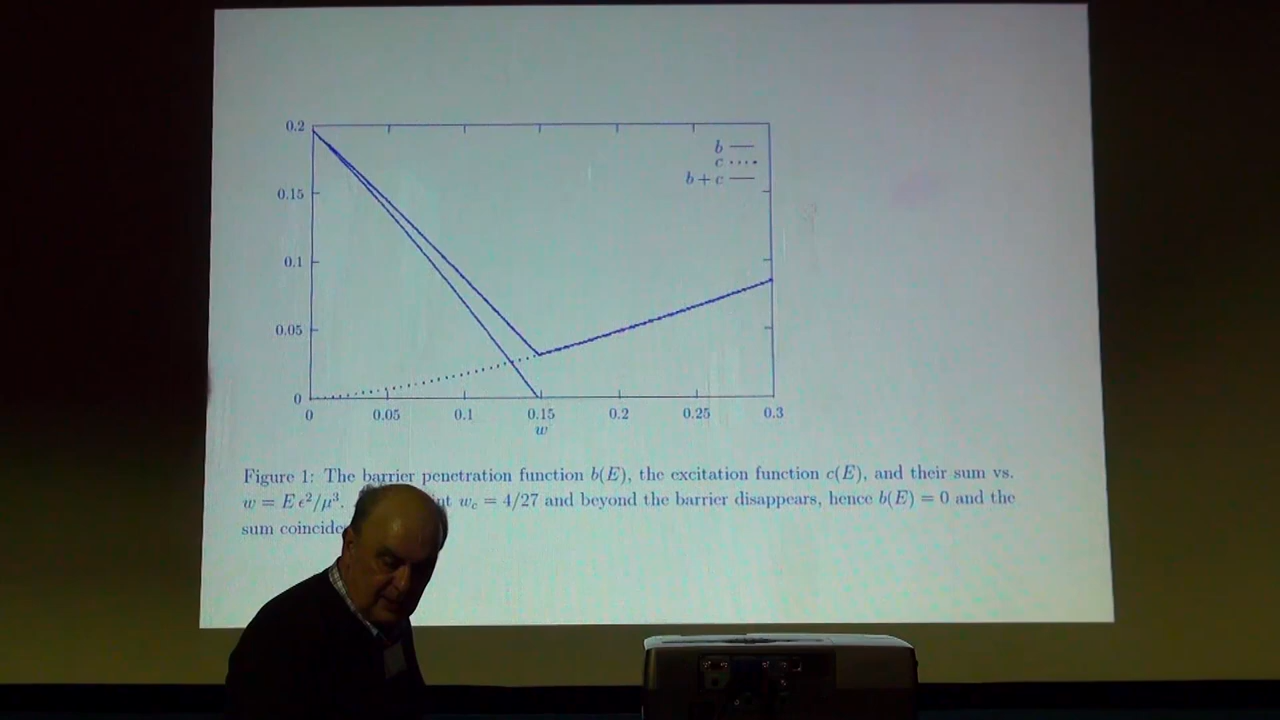 0.2
0.15
0.1
0.05
0
0 0.05 0.1 0.15 0.2 0.25 0.3
w
b
c
b + c
Figure 1: The barrier penetration function b(E), the excitation function c(E), and their sum vs.
w = E ϵ²/μ³. w_c = 4/27 and beyond the barrier disappears, hence b(E) = 0 and the
sum